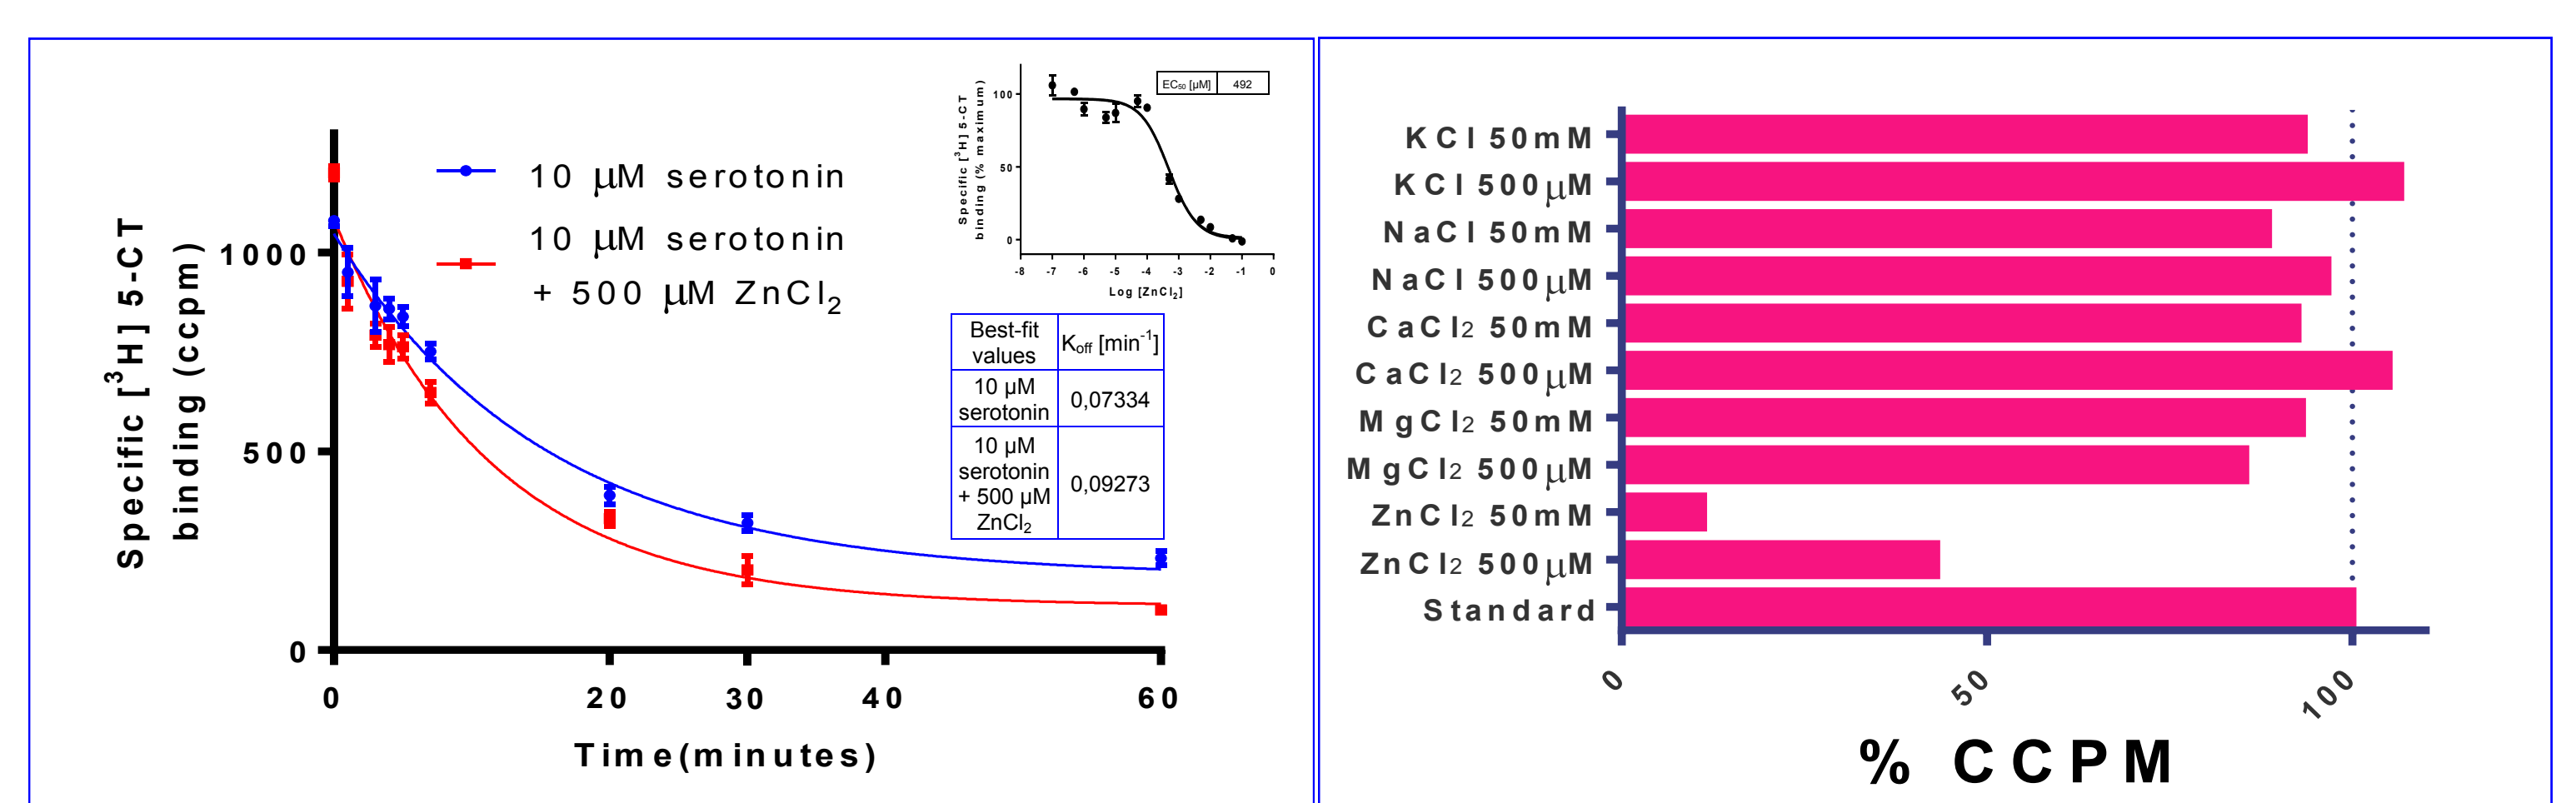 Specific [³H] 5-CT
binding (ccpm)
1000
500
0
0 20 30 40 60
Time(minutes)
10 μM serotonin
10 μM serotonin
+ 500 μM ZnCl₂
Specific [³H] 5-CT
binding (% maximum)
100
50
0
-8 -7 -6 -5 -4 -3 -2 -1 0
Log [ZnCl₂]
EC₅₀ [µM] 492
Best-fit
values
Koff [min⁻¹]
10 µM
serotonin
0,07334
10 µM
serotonin
+ 500 µM
ZnCl₂
0,09273
KCl 50mM
KCl 500μM
NaCl 50mM
NaCl 500μM
CaCl2 50mM
CaCl2 500μM
MgCl2 50mM
MgCl2 500μM
ZnCl2 50mM
ZnCl2 500μM
Standard
0 50 100
% CCPM